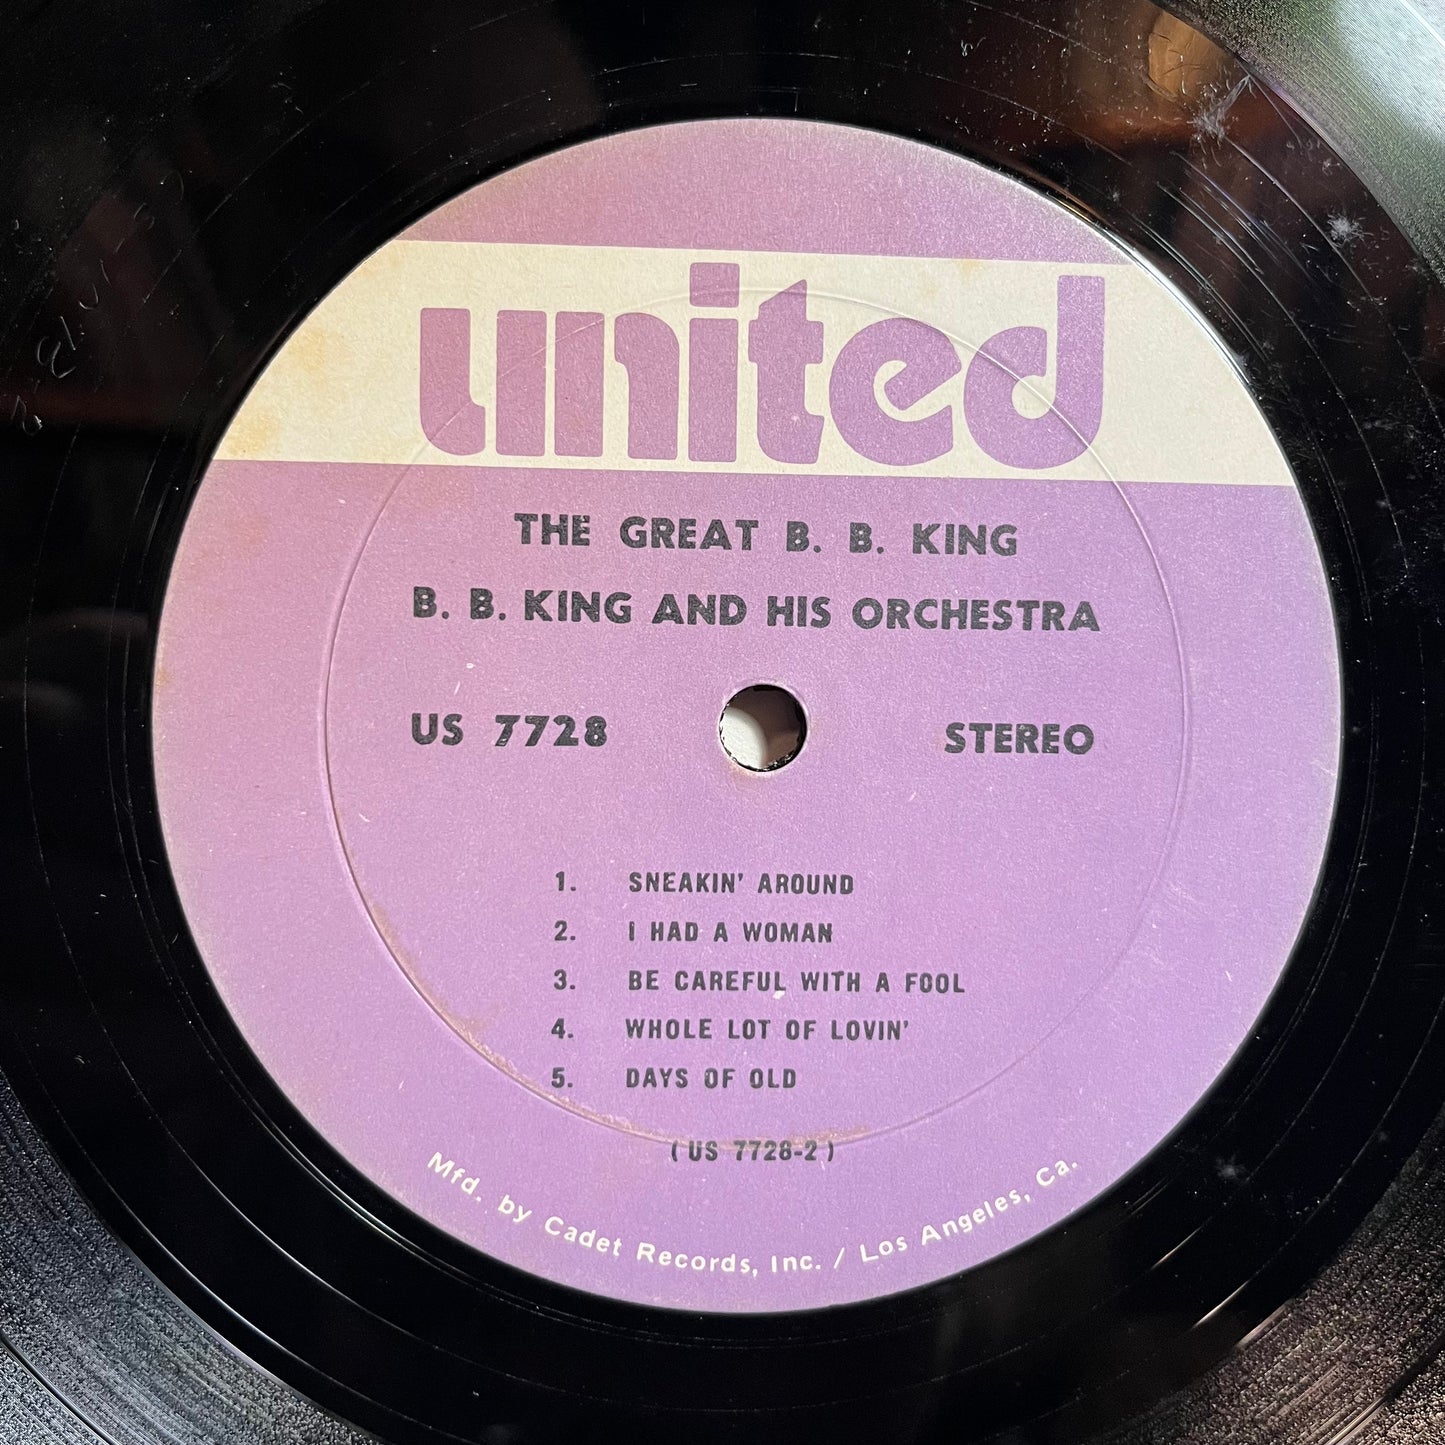 united
THE GREAT B. B. KING
B. B. KING AND HIS ORCHESTRA
US 7728 STEREO
1. SNEAKIN' AROUND
2. I HAD A WOMAN
3. BE CAREFUL WITH A FOOL
4. WHOLE LOT OF LOVIN'
5. DAYS OF OLD
( US 7728-2 )
Mfd. by Cadet Records, Inc. / Los Angeles, Ca.